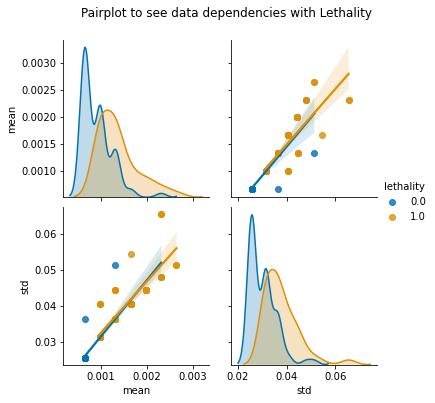 Pairplot to see data dependencies with Lethality
0.0030
0.0025
0.0020
0.0015
0.0010
mean
lethality
0.0
1.0
0.06
0.05
0.04
0.03
std
0.001 0.002 0.003
mean
0.02 0.04 0.06
std